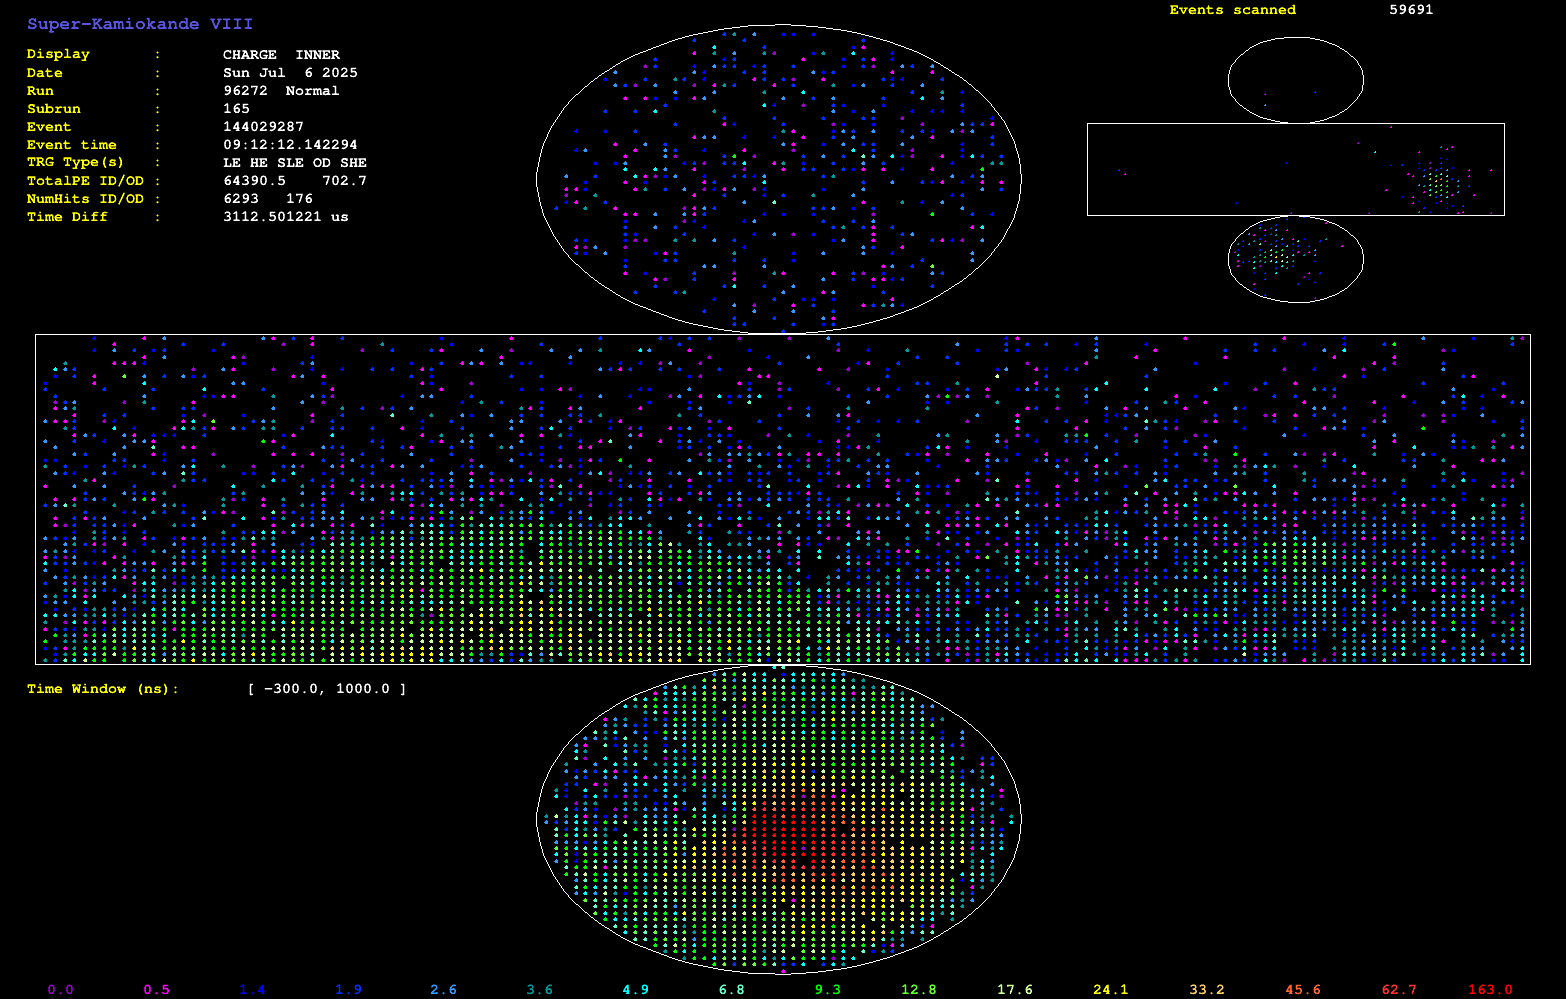 Super-Kamiokande VIII
Events scanned 59691
Display : CHARGE INNER
Date : Sun Jul 6 2025
Run : 96272 Normal
Subrun : 165
Event : 144029287
Event time : 09:12:12.142294
TRG Type(s) : LE HE SLE OD SHE
TotalPE ID/OD : 64390.5 702.7
NumHits ID/OD : 6293 176
Time Diff : 3112.501221 us
Time Window (ns): [ -300.0, 1000.0 ]
0.0 0.5 1.4 1.9 2.6 3.6 4.9 6.8 9.3 12.8 17.6 24.1 33.2 45.6 62.7 163.0